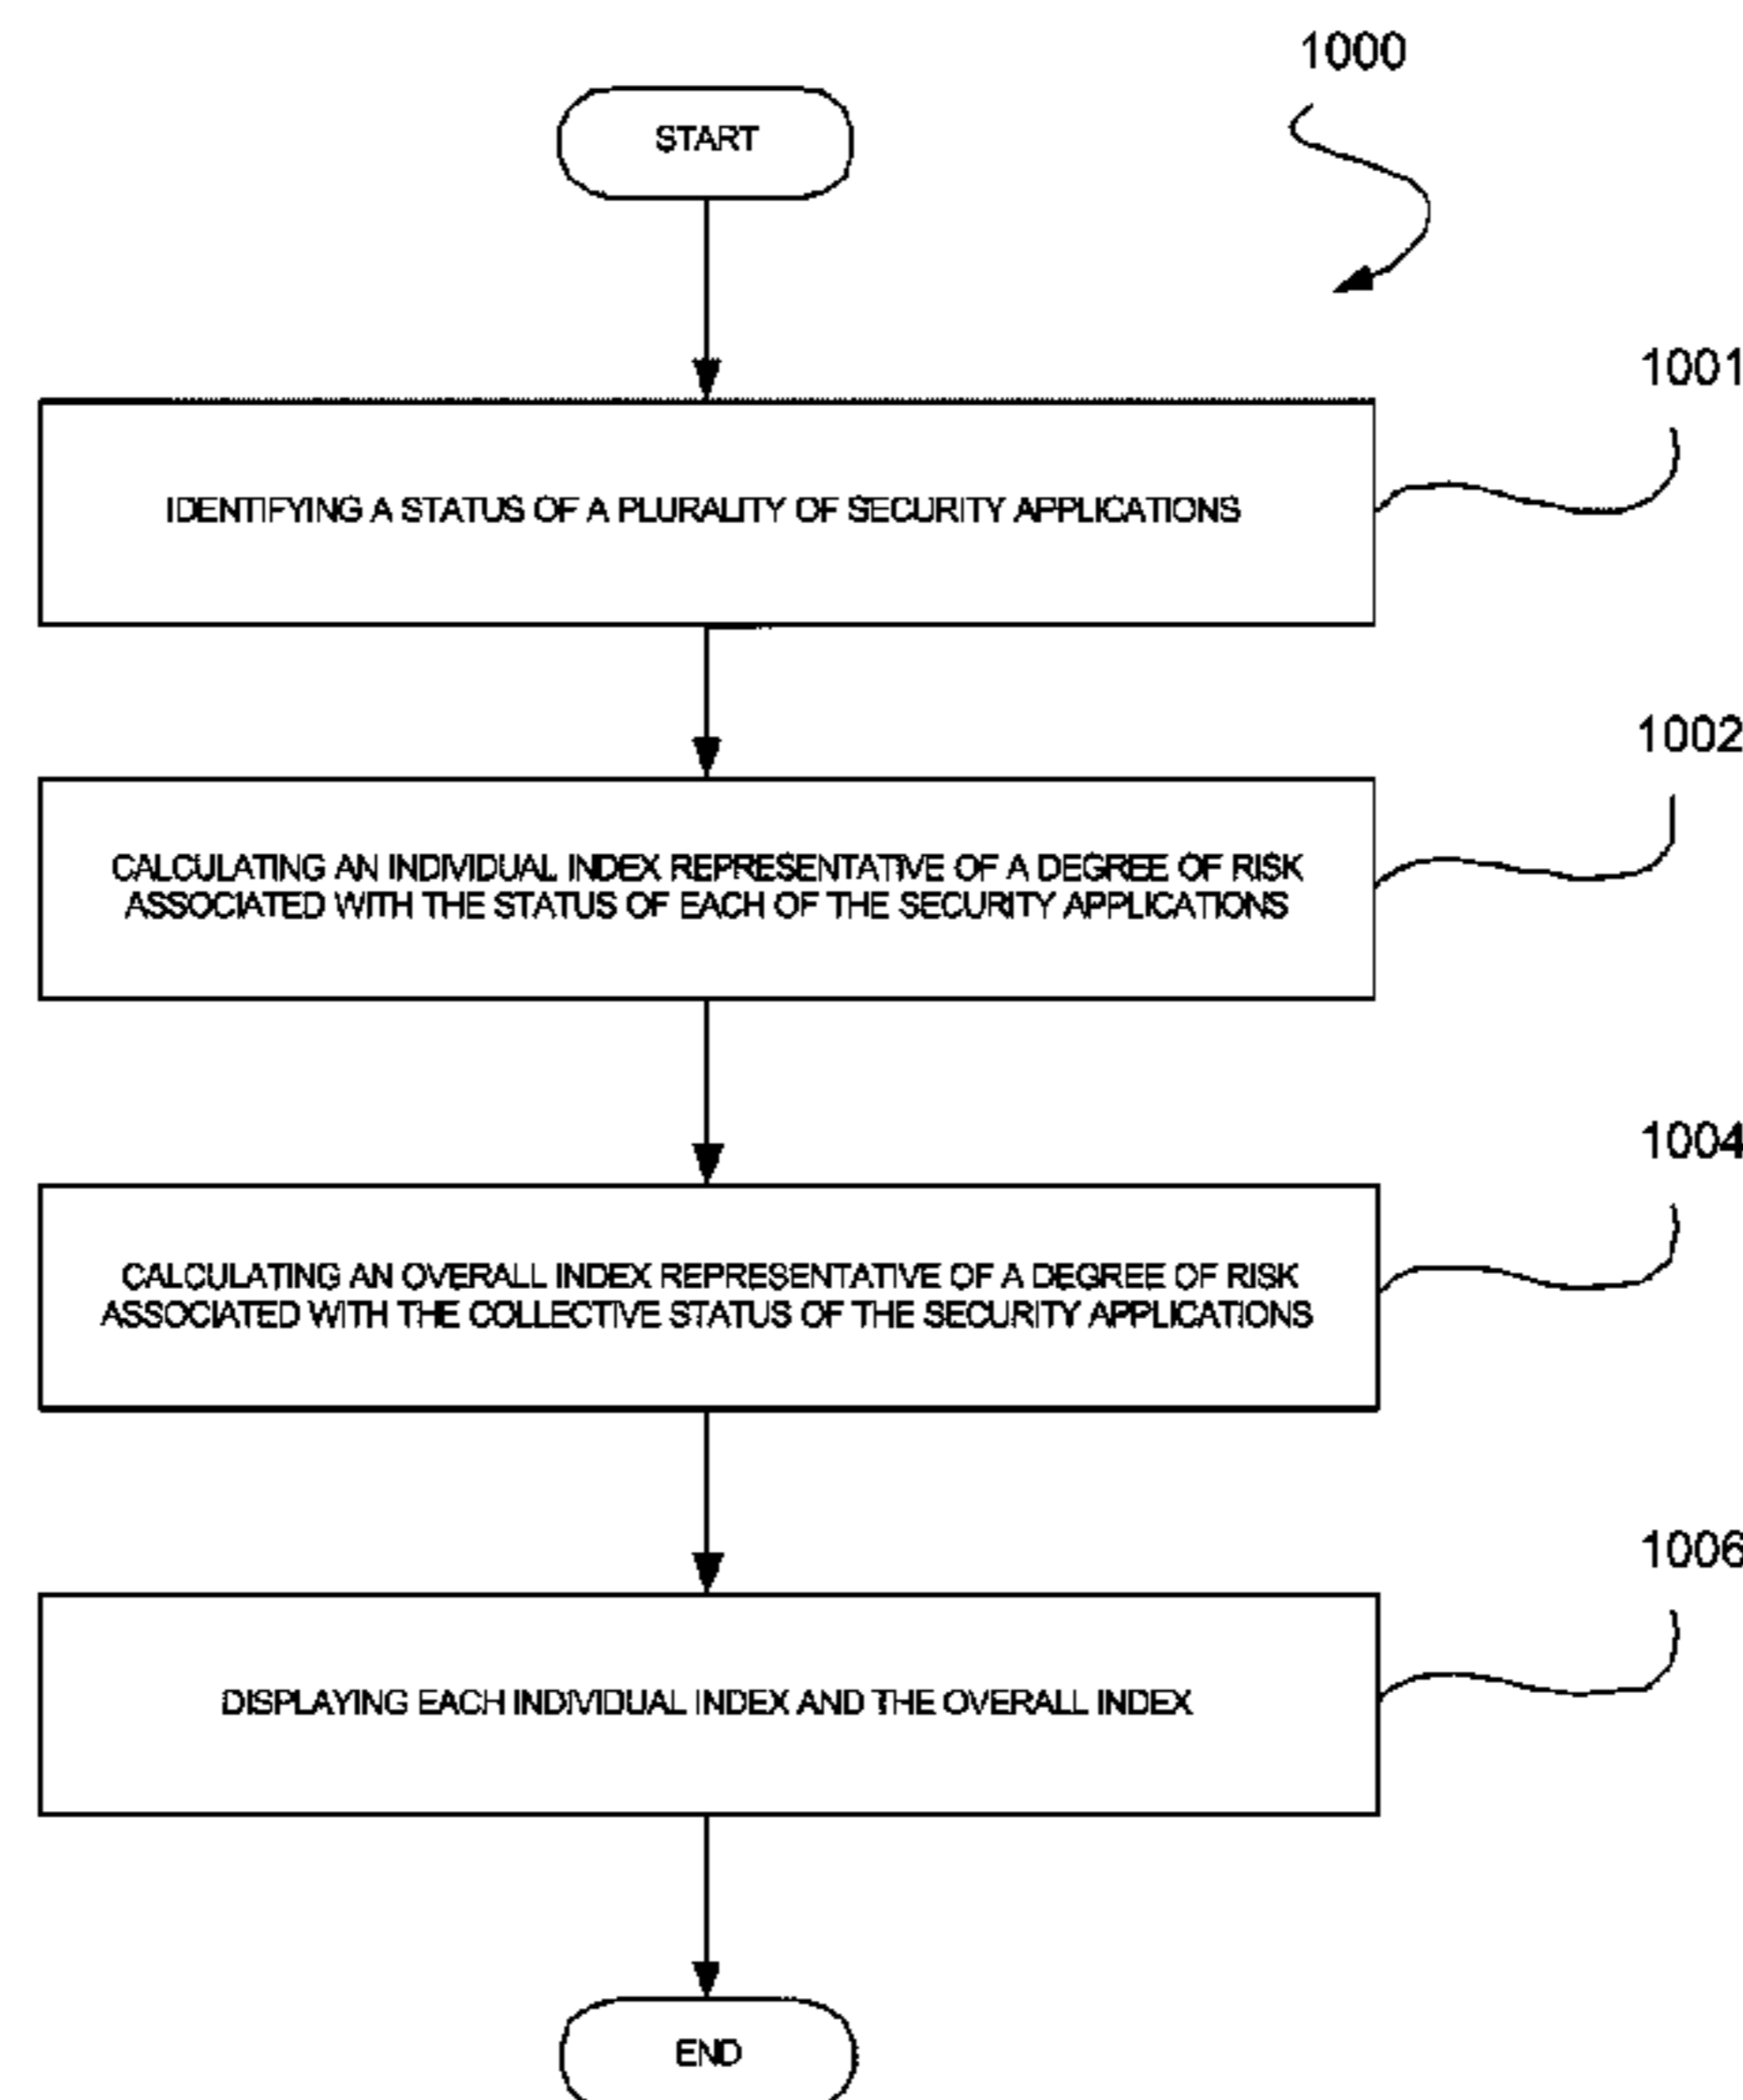 1000
START
1001
IDENTIFYING A STATUS OF A PLURALITY OF SECURITY APPLICATIONS
1002
CALCULATING AN INDIVIDUAL INDEX REPRESENTATIVE OF A DEGREE OF RISK
ASSOCIATED WITH THE STATUS OF EACH OF THE SECURITY APPLICATIONS
1004
CALCULATING AN OVERALL INDEX REPRESENTATIVE OF A DEGREE OF RISK
ASSOCIATED WITH THE COLLECTIVE STATUS OF THE SECURITY APPLICATIONS
1006
DISPLAYING EACH INDIVIDUAL INDEX AND THE OVERALL INDEX
END